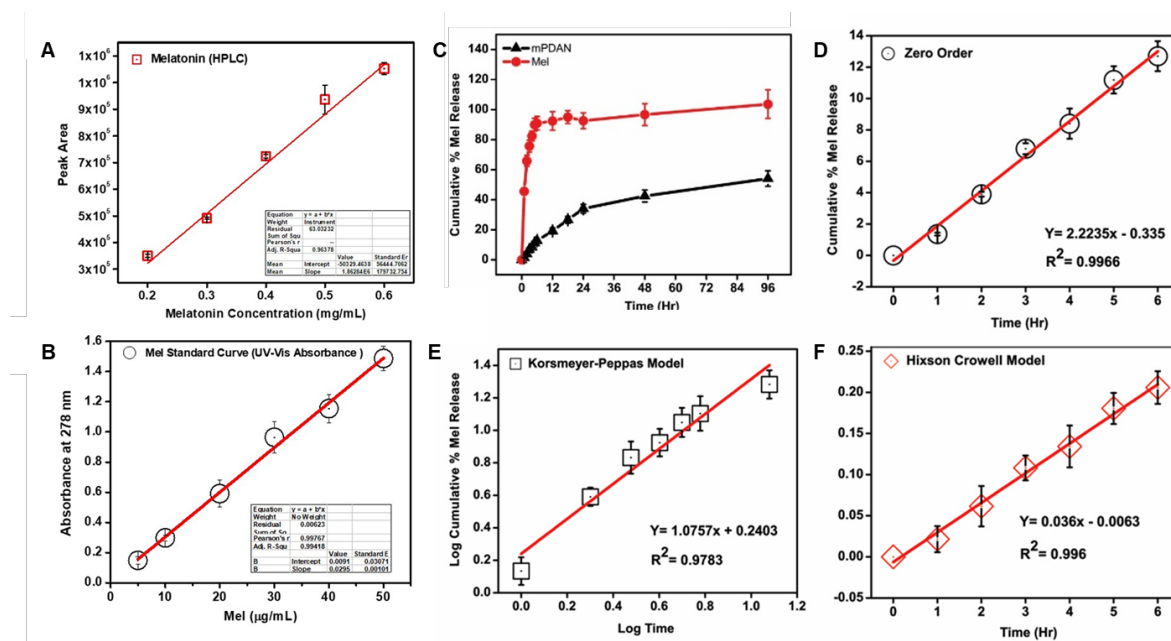 A
Melatonin (HPLC)
1x10⁶
1x10⁶
9x10⁵
8x10⁵
7x10⁵
6x10⁵
5x10⁵
4x10⁵
3x10⁵
Peak Area
Equation y = a + b*x
Weight Instrument
Residual 63.03232
Sum of Squ
Pearson's r --
Adj. R-Squa 0.96378
Value Standard Er
Mean Intercept -50329.4638 56444.7062
Mean Slope 1.86284E6 179732.754
0.2 0.3 0.4 0.5 0.6
Melatonin Concentration (mg/mL)
B
Mel Standard Curve (UV-Vis Absorbance )
1.6
1.4
1.2
1.0
0.8
0.6
0.4
0.2
0.0
Absorbance at 278 nm
Equation y = a + b*x
Weight No Weight
Residual 0.00623
Sum of Sq
Pearson's r 0.99767
Adj. R-Squ 0.99418
Value Standard E
B Intercept 0.0091 0.03071
B Slope 0.0295 0.00101
0 10 20 30 40 50
Mel (µg/mL)
C
mPDAN
Mel
140
120
100
80
60
40
20
0
Cumulative % Mel Release
0 12 24 36 48 60 72 84 96
Time (Hr)
D
Zero Order
14
12
10
8
6
4
2
0
-2
Cumulative % Mel Release
Y= 2.2235x - 0.335
R²= 0.9966
0 1 2 3 4 5 6
Time (Hr)
E
Korsmeyer-Peppas Model
1.6
1.4
1.2
1.0
0.8
0.6
0.4
0.2
0.0
Log Cumulative % Mel Release
Y= 1.0757x + 0.2403
R²= 0.9783
0.0 0.2 0.4 0.6 0.8 1.0 1.2
Log Time
F
Hixson Crowell Model
0.25
0.20
0.15
0.10
0.05
0.00
-0.05
Y= 0.036x - 0.0063
R²= 0.996
0 1 2 3 4 5 6
Time (Hr)